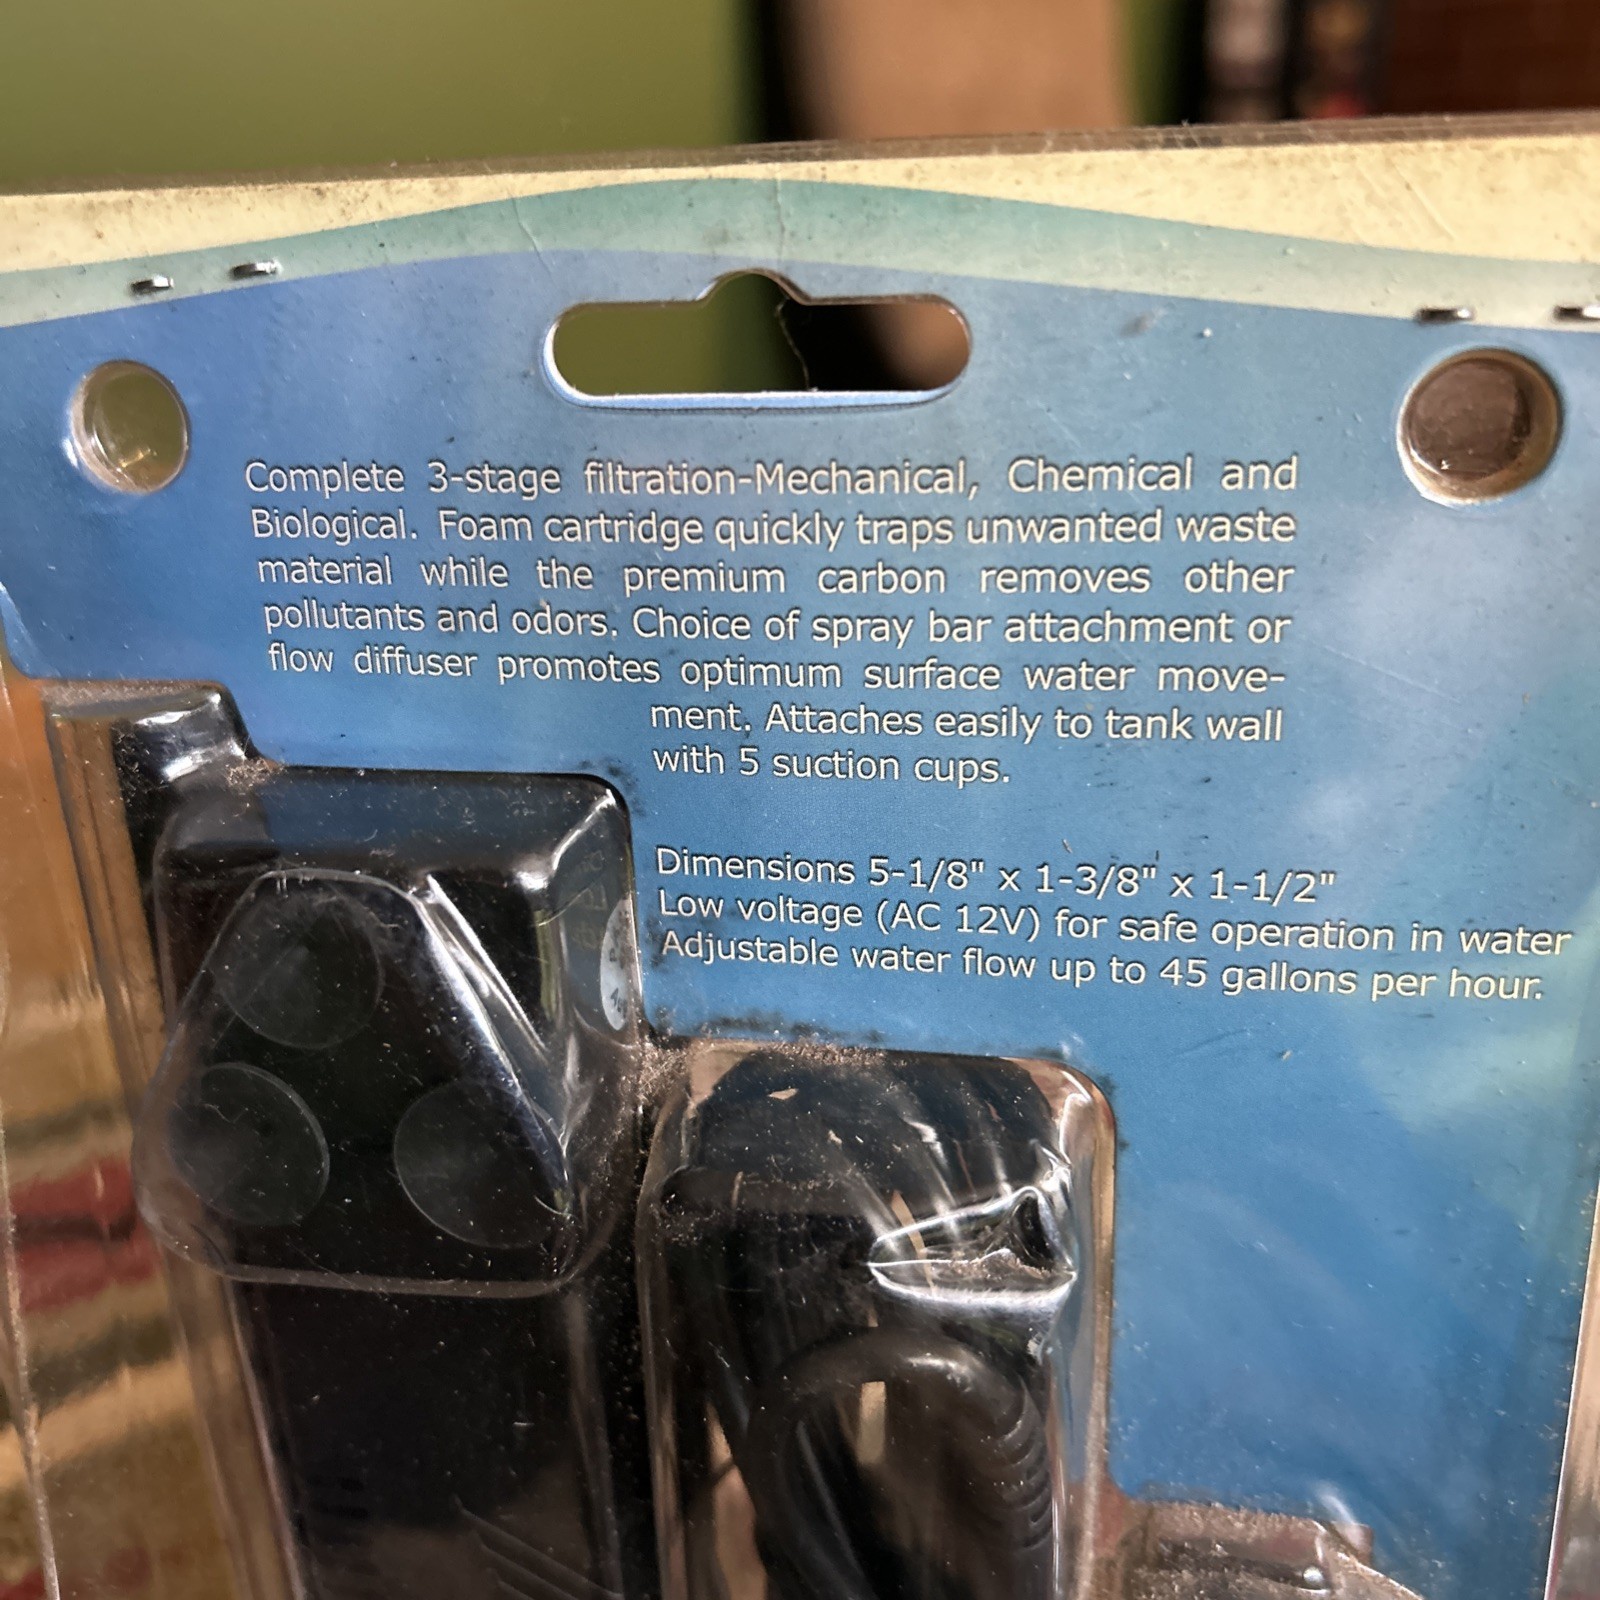 Complete 3-stage filtration-Mechanical, Chemical and
Biological. Foam cartridge quickly traps unwanted waste
material while the premium carbon removes other
pollutants and odors. Choice of spray bar attachment or
flow diffuser promotes optimum surface water move-
ment. Attaches easily to tank wall
with 5 suction cups.
Dimensions 5-1/8" x 1-3/8" x 1-1/2"
Low voltage (AC 12V) for safe operation in water
Adjustable water flow up to 45 gallons per hour.